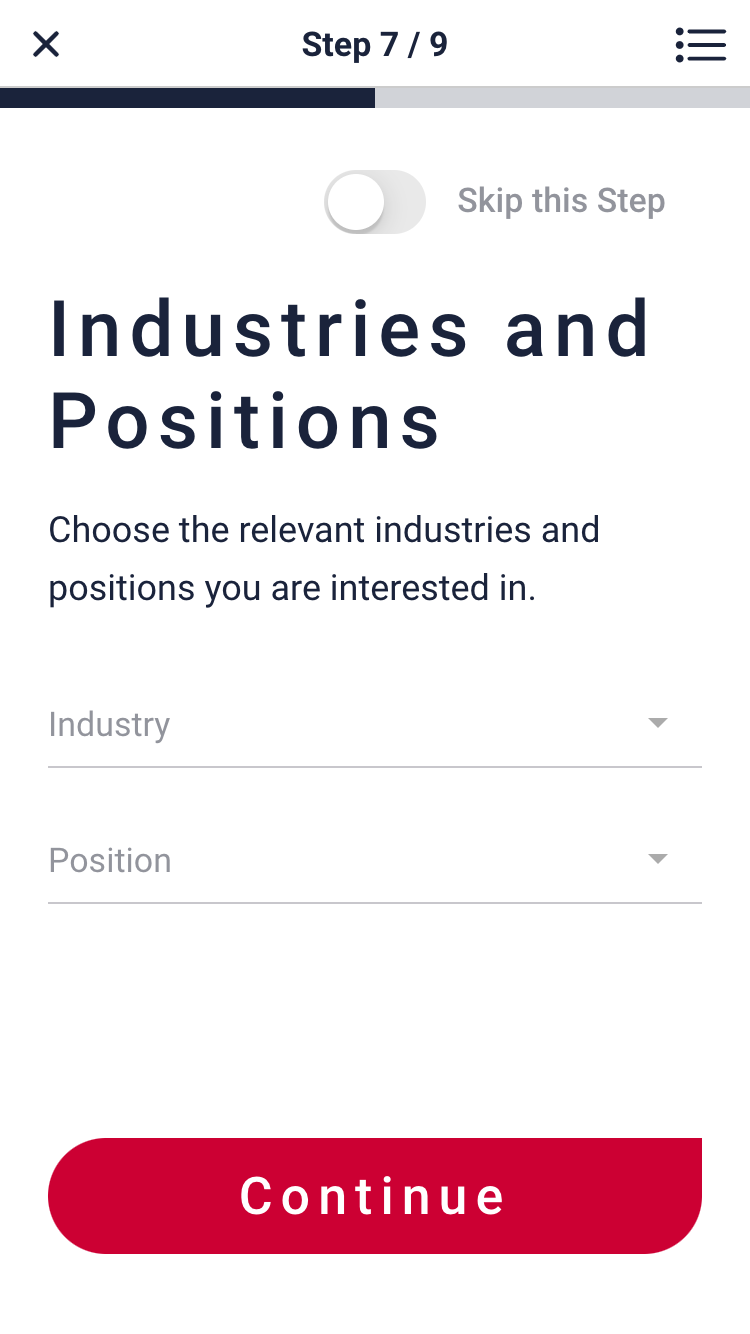 Step 7 / 9
Skip this Step
Industries and
Positions
Choose the relevant industries and
positions you are interested in.
Industry
Position
Continue